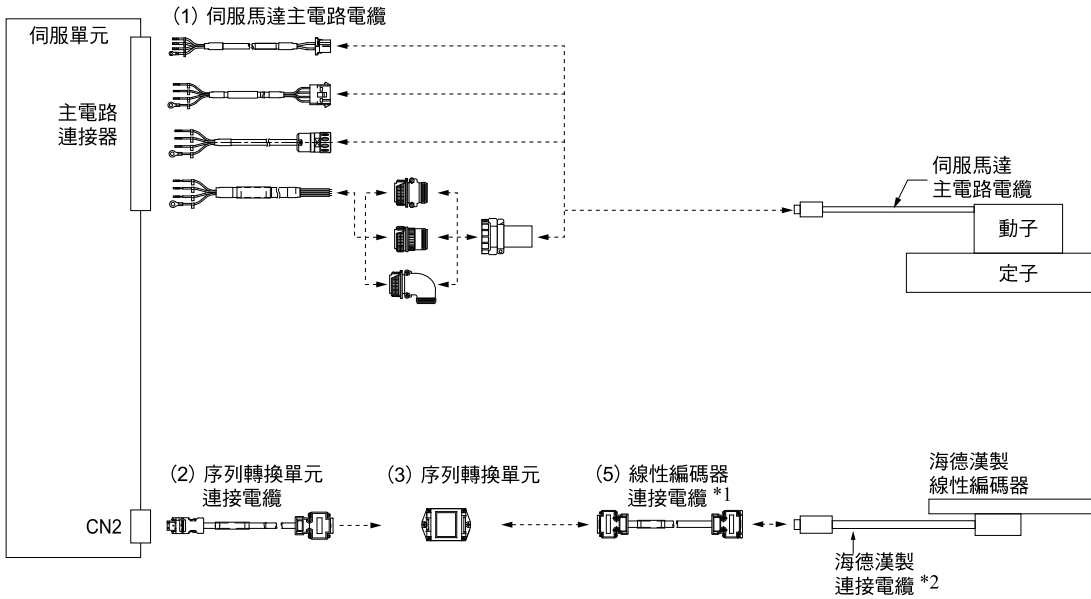 (1) 伺服馬達主電路電纜
伺服單元
主電路
連接器
伺服馬達
主電路電纜
動子
定子
(2) 序列轉換單元
連接電纜
(3) 序列轉換單元
(5) 線性編碼器
連接電纜 *1
海德漢製
線性編碼器
CN2
海德漢製
連接電纜 *2